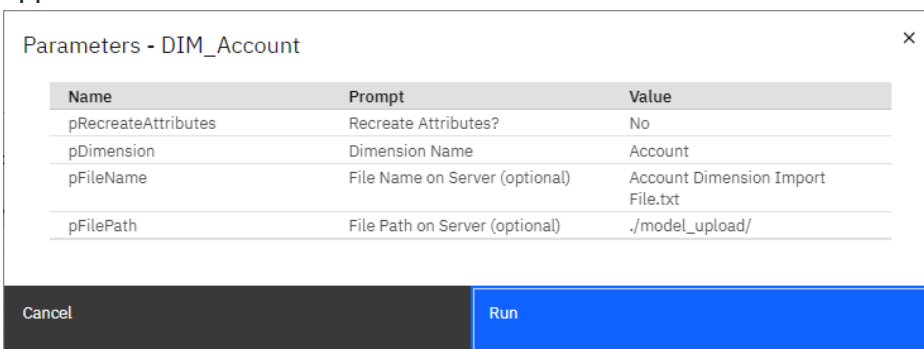 Parameters - DIM_Account
×
Name Prompt Value
pRecreateAttributes Recreate Attributes? No
pDimension Dimension Name Account
pFileName File Name on Server (optional) Account Dimension Import
File.txt
pFilePath File Path on Server (optional) ./model_upload/
Cancel Run